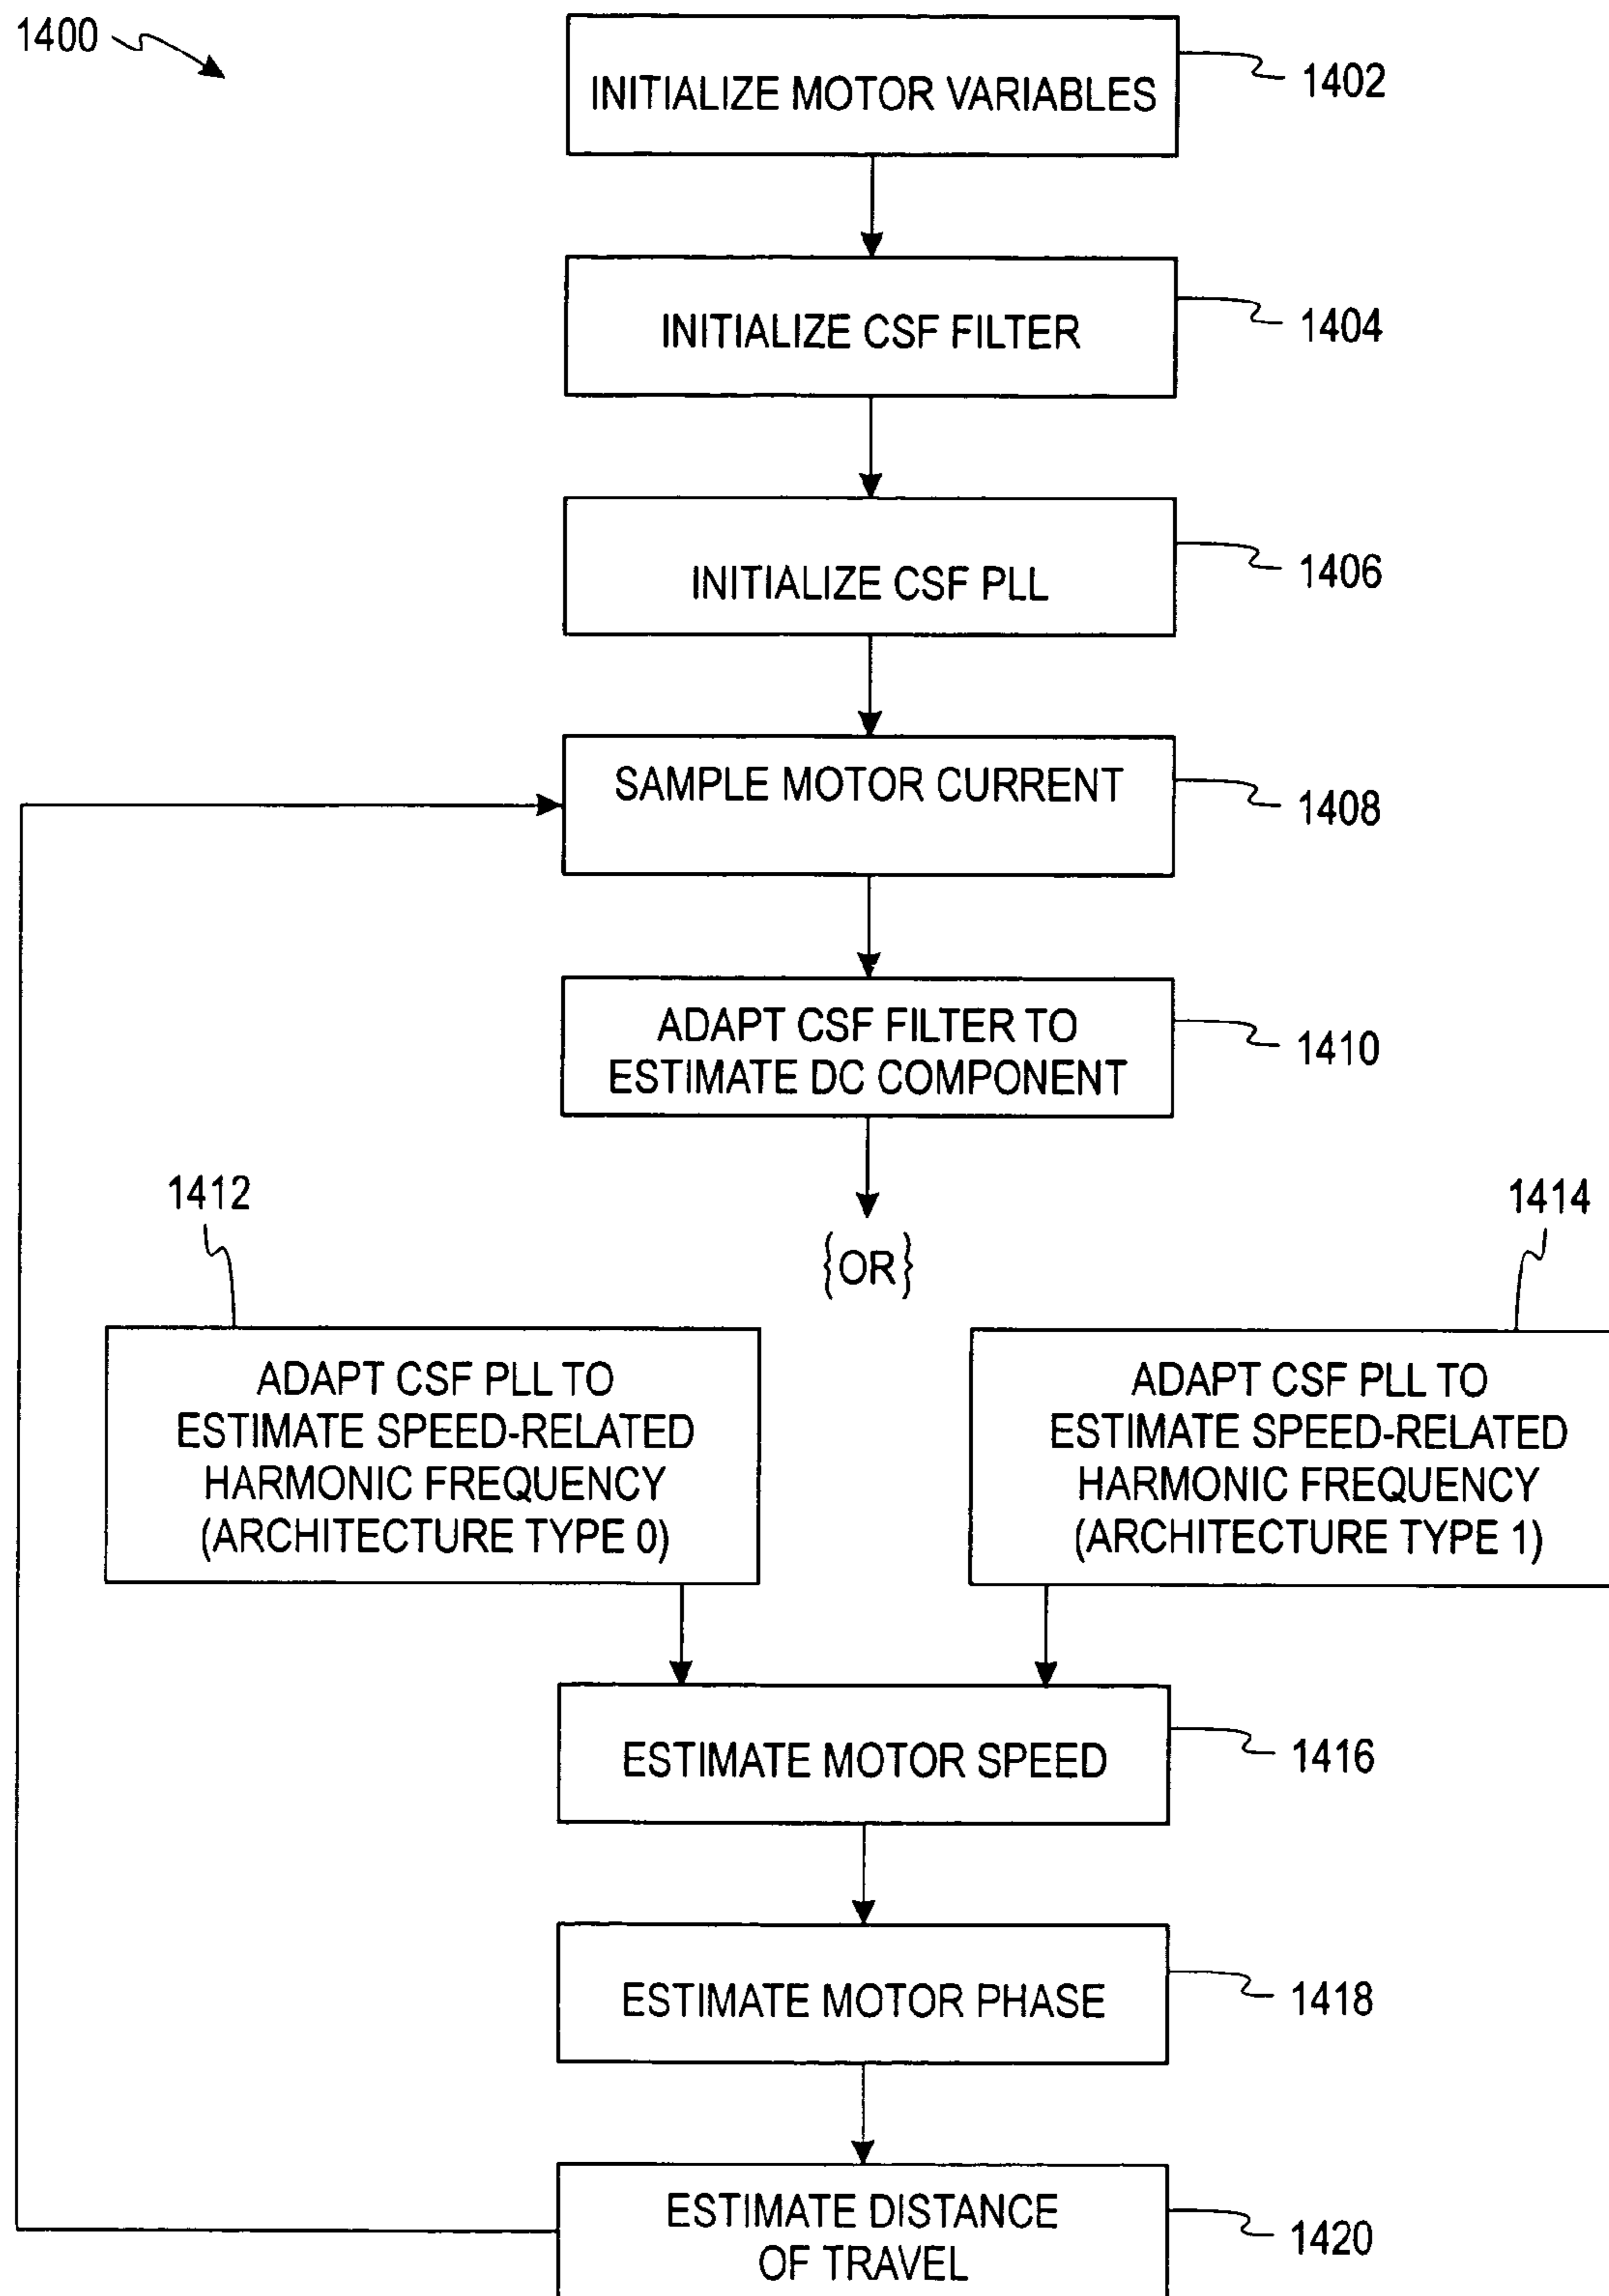 1400
INITIALIZE MOTOR VARIABLES
1402
INITIALIZE CSF FILTER
1404
INITIALIZE CSF PLL
1406
SAMPLE MOTOR CURRENT
1408
ADAPT CSF FILTER TO
ESTIMATE DC COMPONENT
1410
{OR}
1412
ADAPT CSF PLL TO
ESTIMATE SPEED-RELATED
HARMONIC FREQUENCY
(ARCHITECTURE TYPE 0)
1414
ADAPT CSF PLL TO
ESTIMATE SPEED-RELATED
HARMONIC FREQUENCY
(ARCHITECTURE TYPE 1)
ESTIMATE MOTOR SPEED
1416
ESTIMATE MOTOR PHASE
1418
ESTIMATE DISTANCE
OF TRAVEL
1420